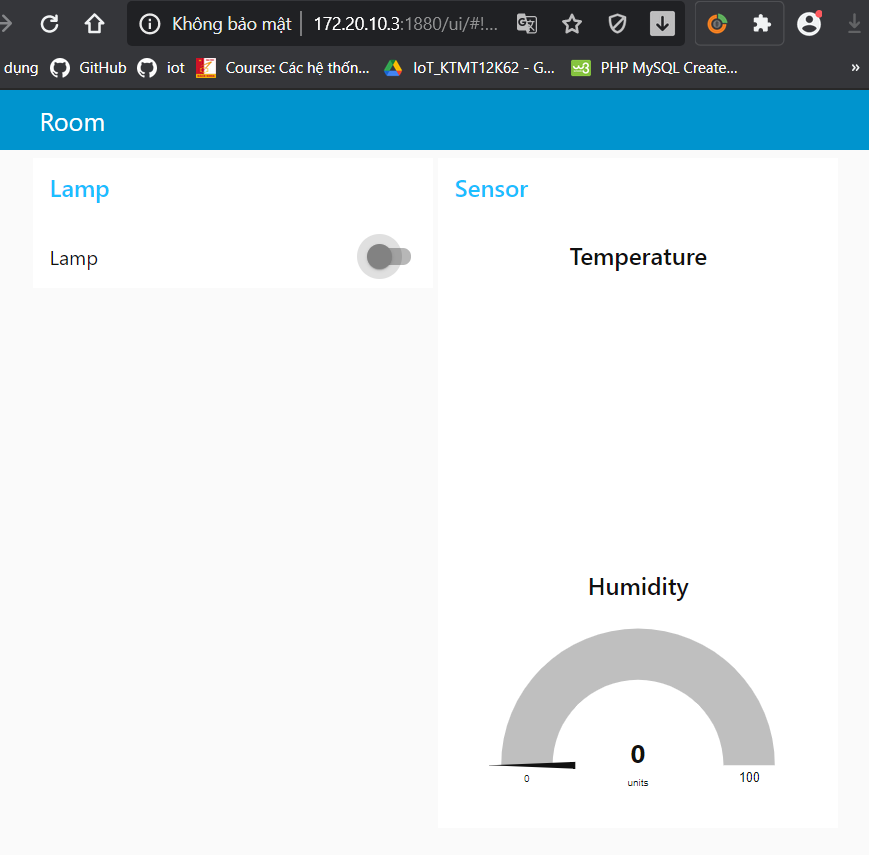 Không bảo mật 172.20.10.3:1880/ui/#!...
dụng GitHub iot Course: Các hệ thốn... IoT_KTMT12K62 - G... PHP MySQL Create... »
Room
Lamp
Lamp
Sensor
Temperature
Humidity
0
units
0
100